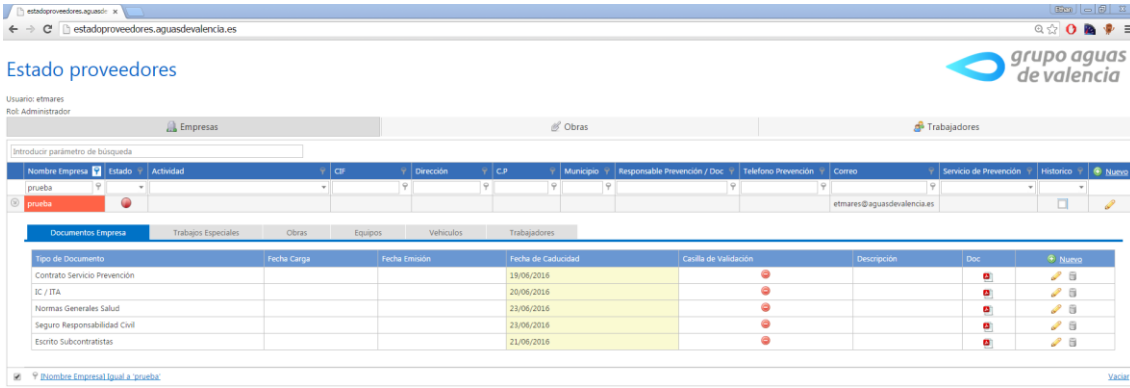 estadoproveedores.aguasde
Ethan
estadoproveedores.aguasdevalencia.es
Estado proveedores
grupo aguas
de valencia
Usuario: etmares
Rol: Administrador
Empresas Obras Trabajadores
Introducir parámetro de búsqueda
Nombre Empresa Estado Actividad CIF Dirección C.P Municipio Responsable Prevención / Doc Telefono Prevención Correo Servicio de Prevención Historico Nuevo
prueba
prueba etmares@aguasdevalencia.es
Documentos Empresa Trabajos Especiales Obras Equipos Vehiculos Trabajadores
Tipo de Documento Fecha Carga Fecha Emisión Fecha de Caducidad Casilla de Validación Descripción Doc Nuevo
Contrato Servicio Prevención 19/06/2016
IC / ITA 20/06/2016
Normas Generales Salud 23/06/2016
Seguro Responsabilidad Civil 23/06/2016
Escrito Subcontratistas 21/06/2016
[Nombre Empresa] Igual a 'prueba' Vaciar